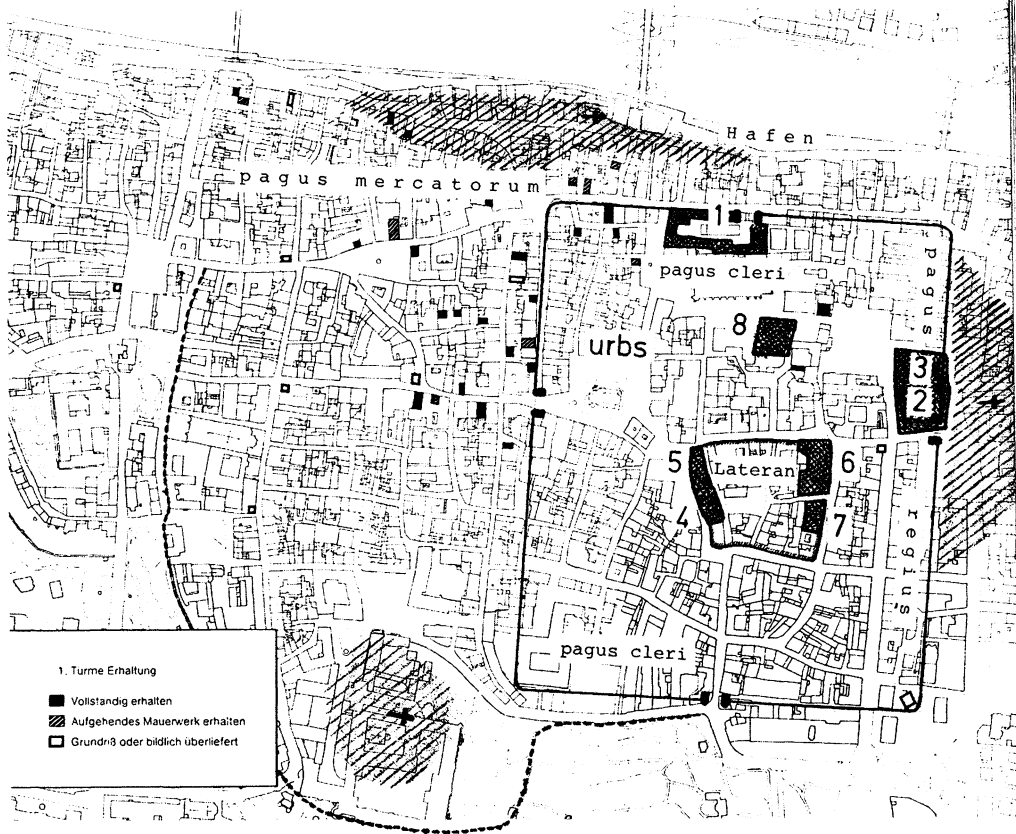 Hafen
pagus mercatorum
1
pagus cleri
pagus
8
urbs
3
2
5
Lateran
6
4
7
regius
pagus cleri
1. Turme Erhaltung
Vollstandig erhalten
Aufgehendes Mauerwerk erhalten
Grundriß oder bildlich überliefert